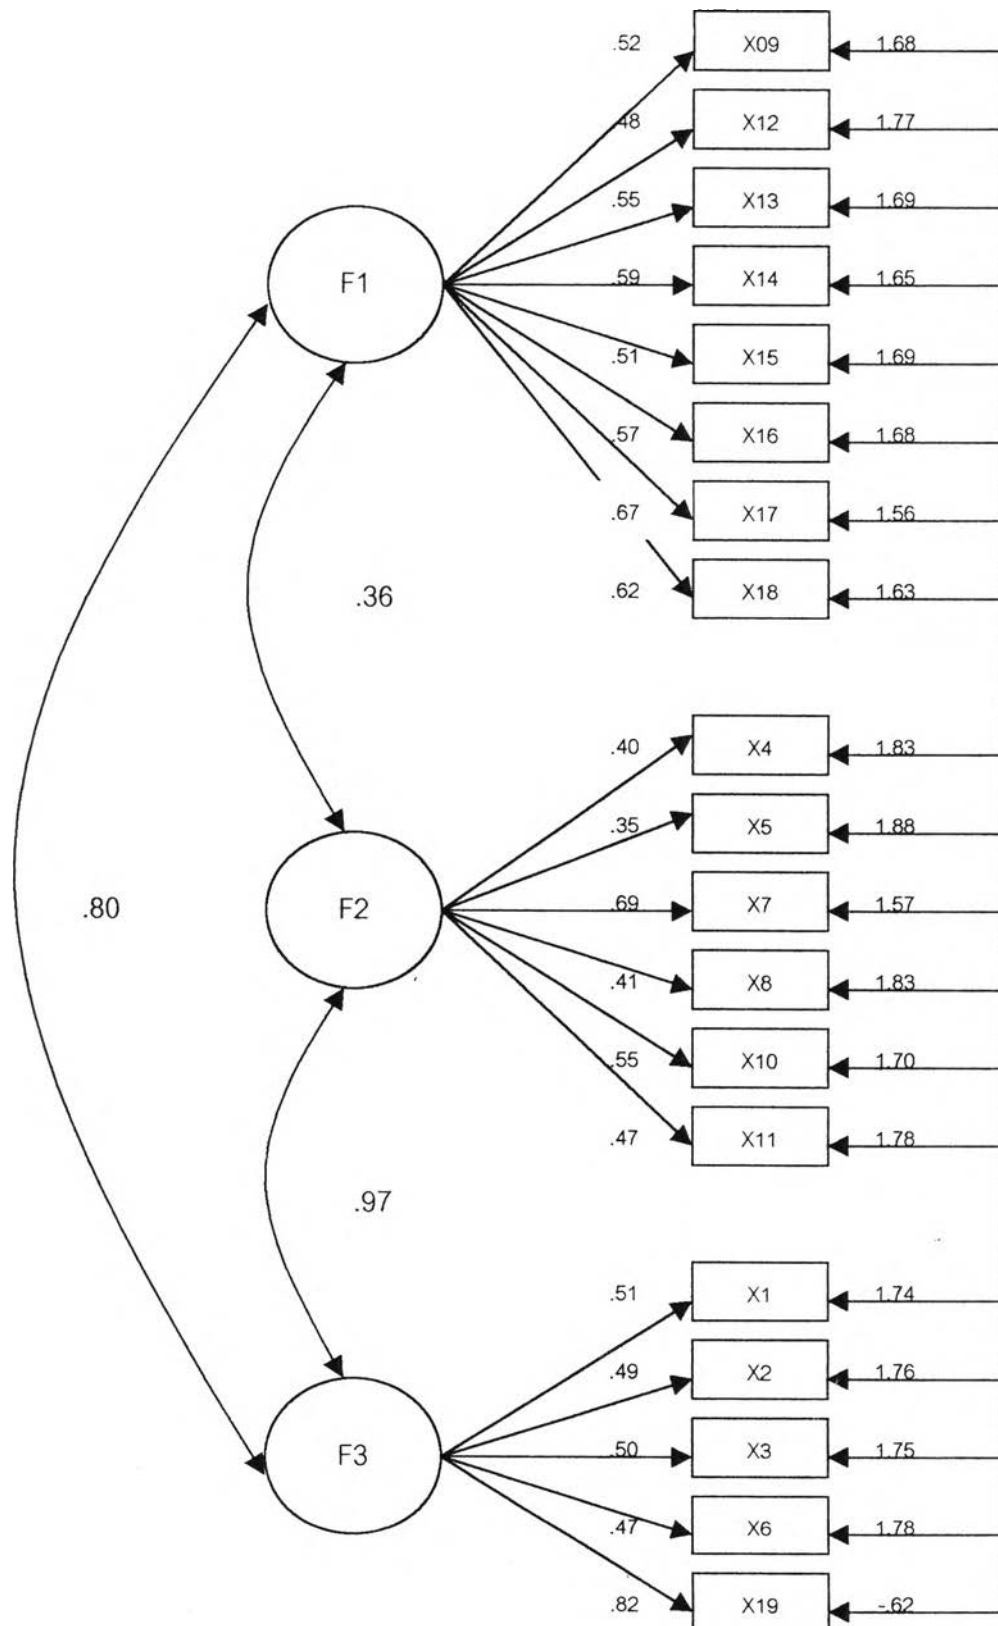 .52 X09 1.68
.48 X12 1.77
.55 X13 1.69
F1 .59 X14 1.65
.51 X15 1.69
.57 X16 1.68
.67 X17 1.56
.36 .62 X18 1.63
.40 X4 1.83
.35 X5 1.88
.80 F2 .69 X7 1.57
.41 X8 1.83
.55 X10 1.70
.47 X11 1.78
.97
.51 X1 1.74
.49 X2 1.76
F3 .50 X3 1.75
.47 X6 1.78
.82 X19 -.62